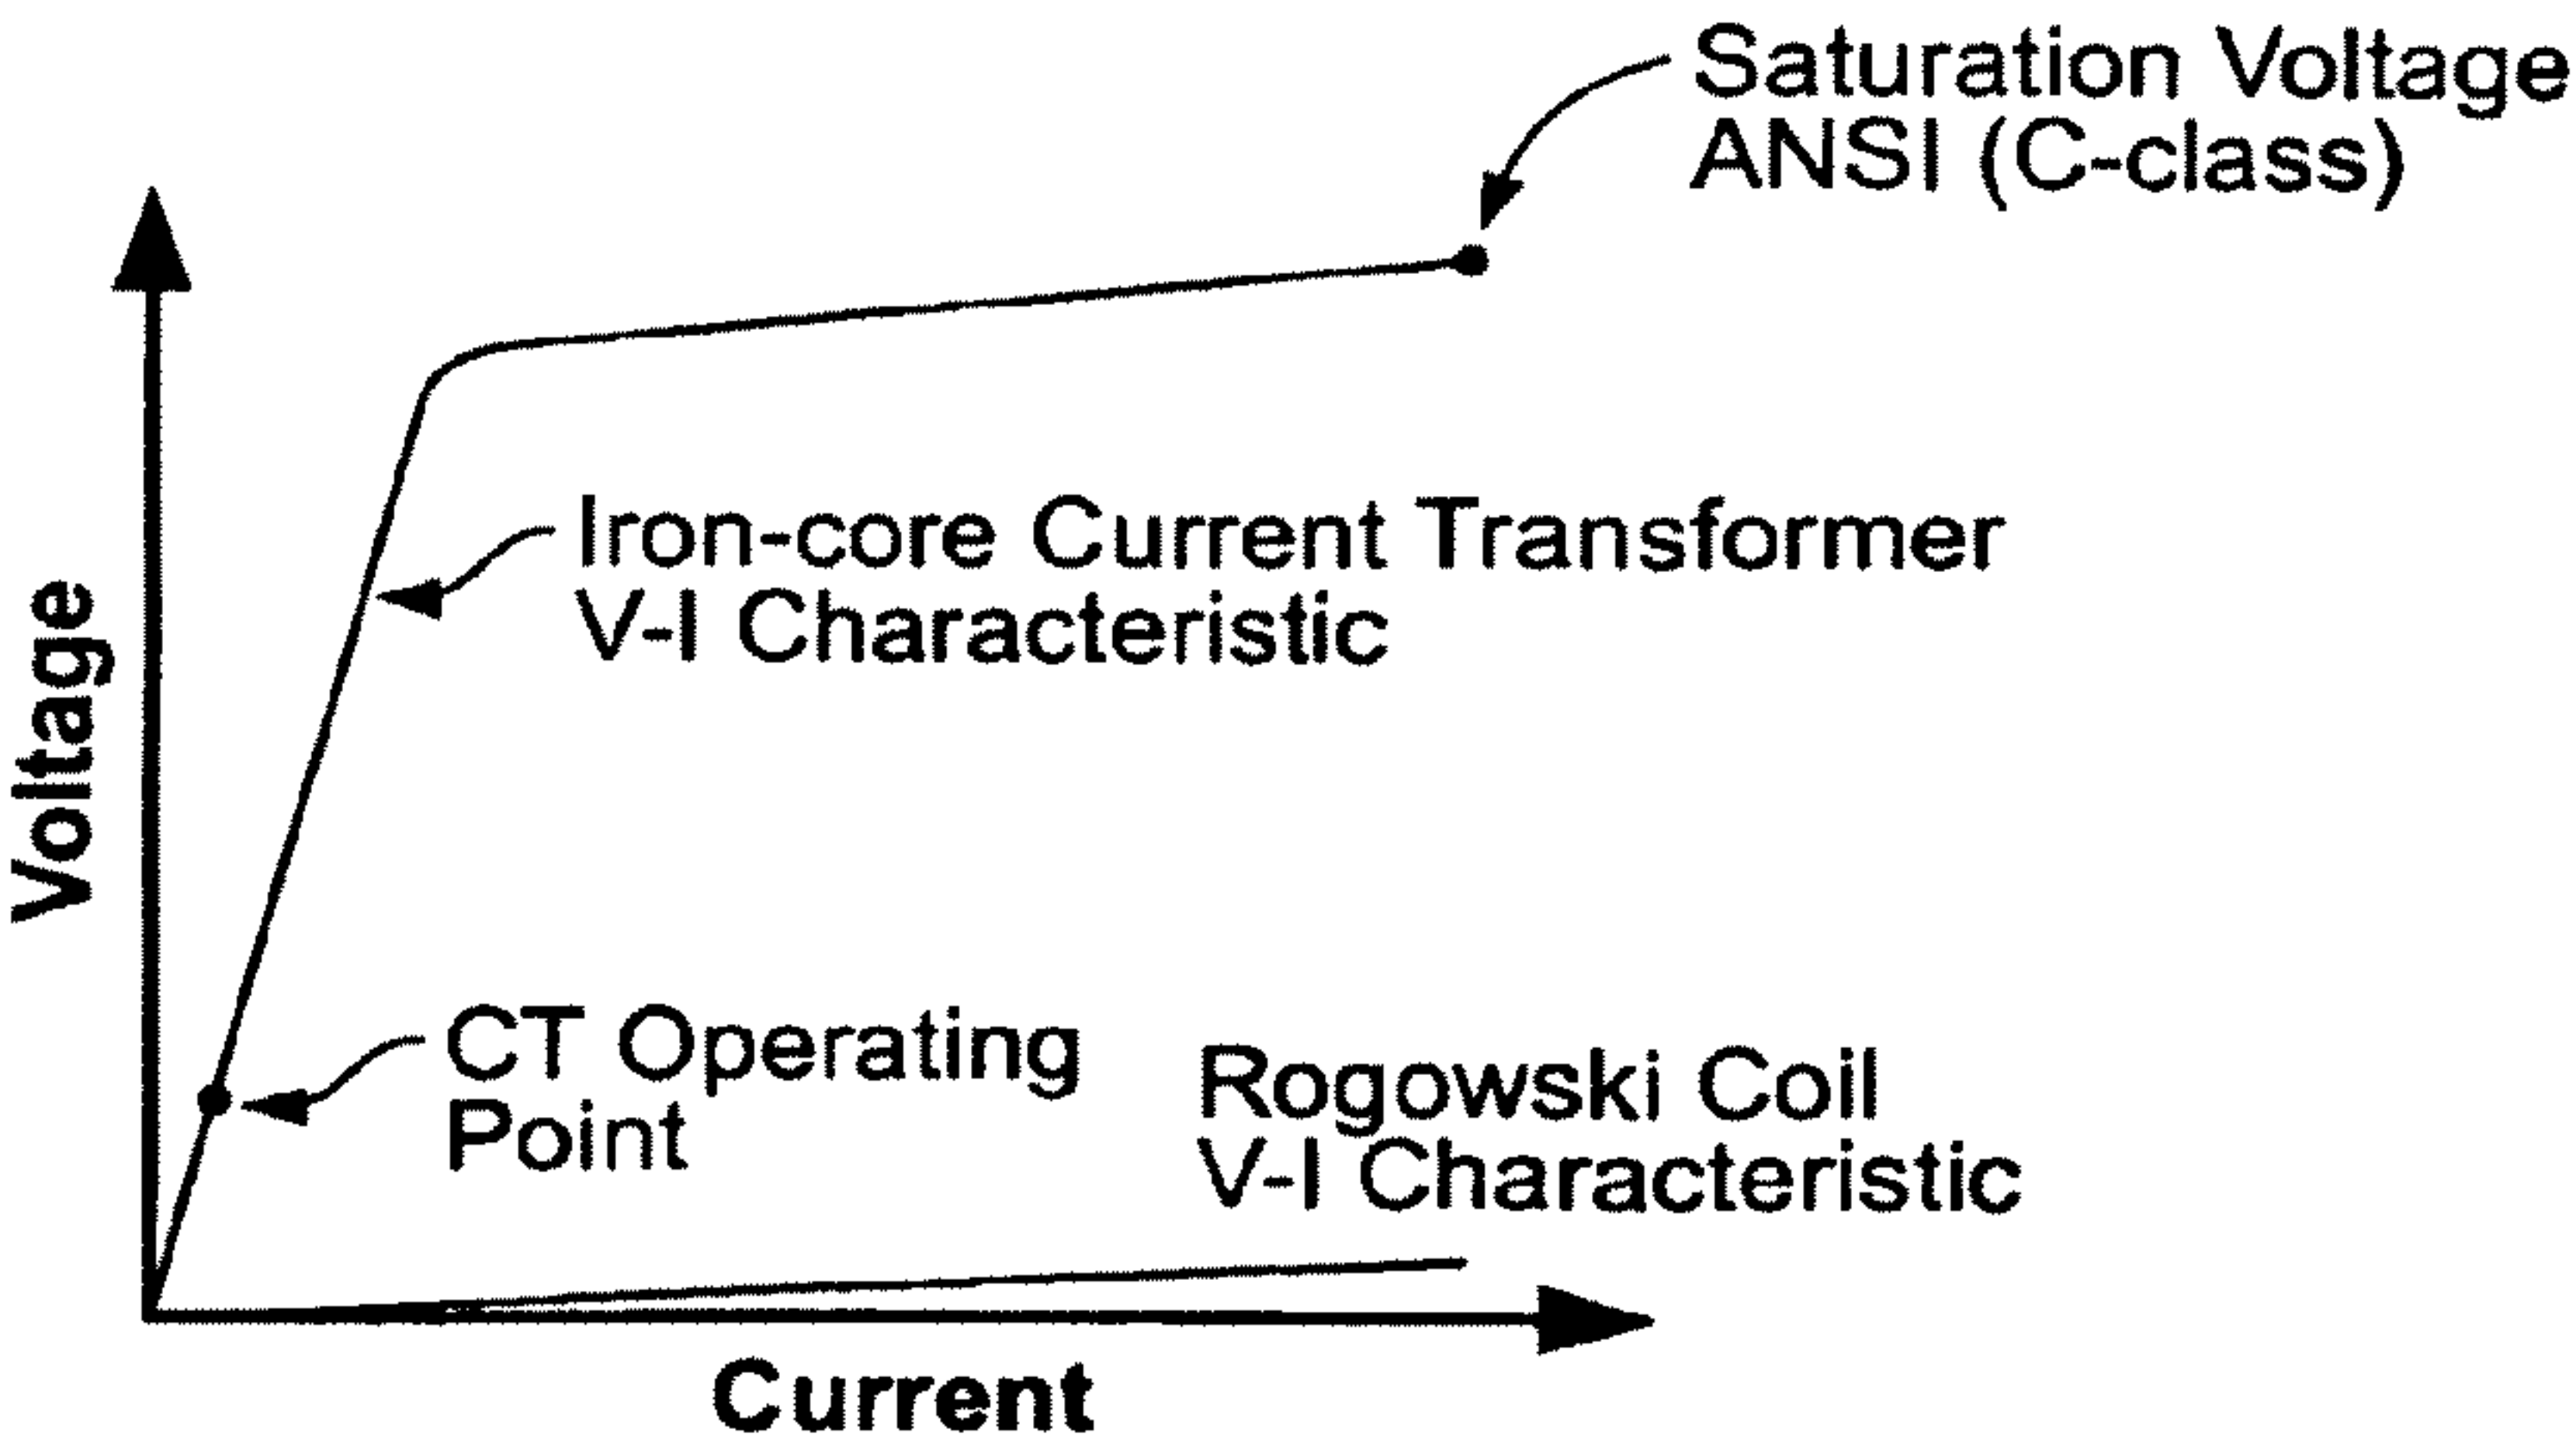 Saturation Voltage
ANSI (C-class)
Iron-core Current Transformer
V-I Characteristic
Voltage
CT Operating
Point
Rogowski Coil
V-I Characteristic
Current